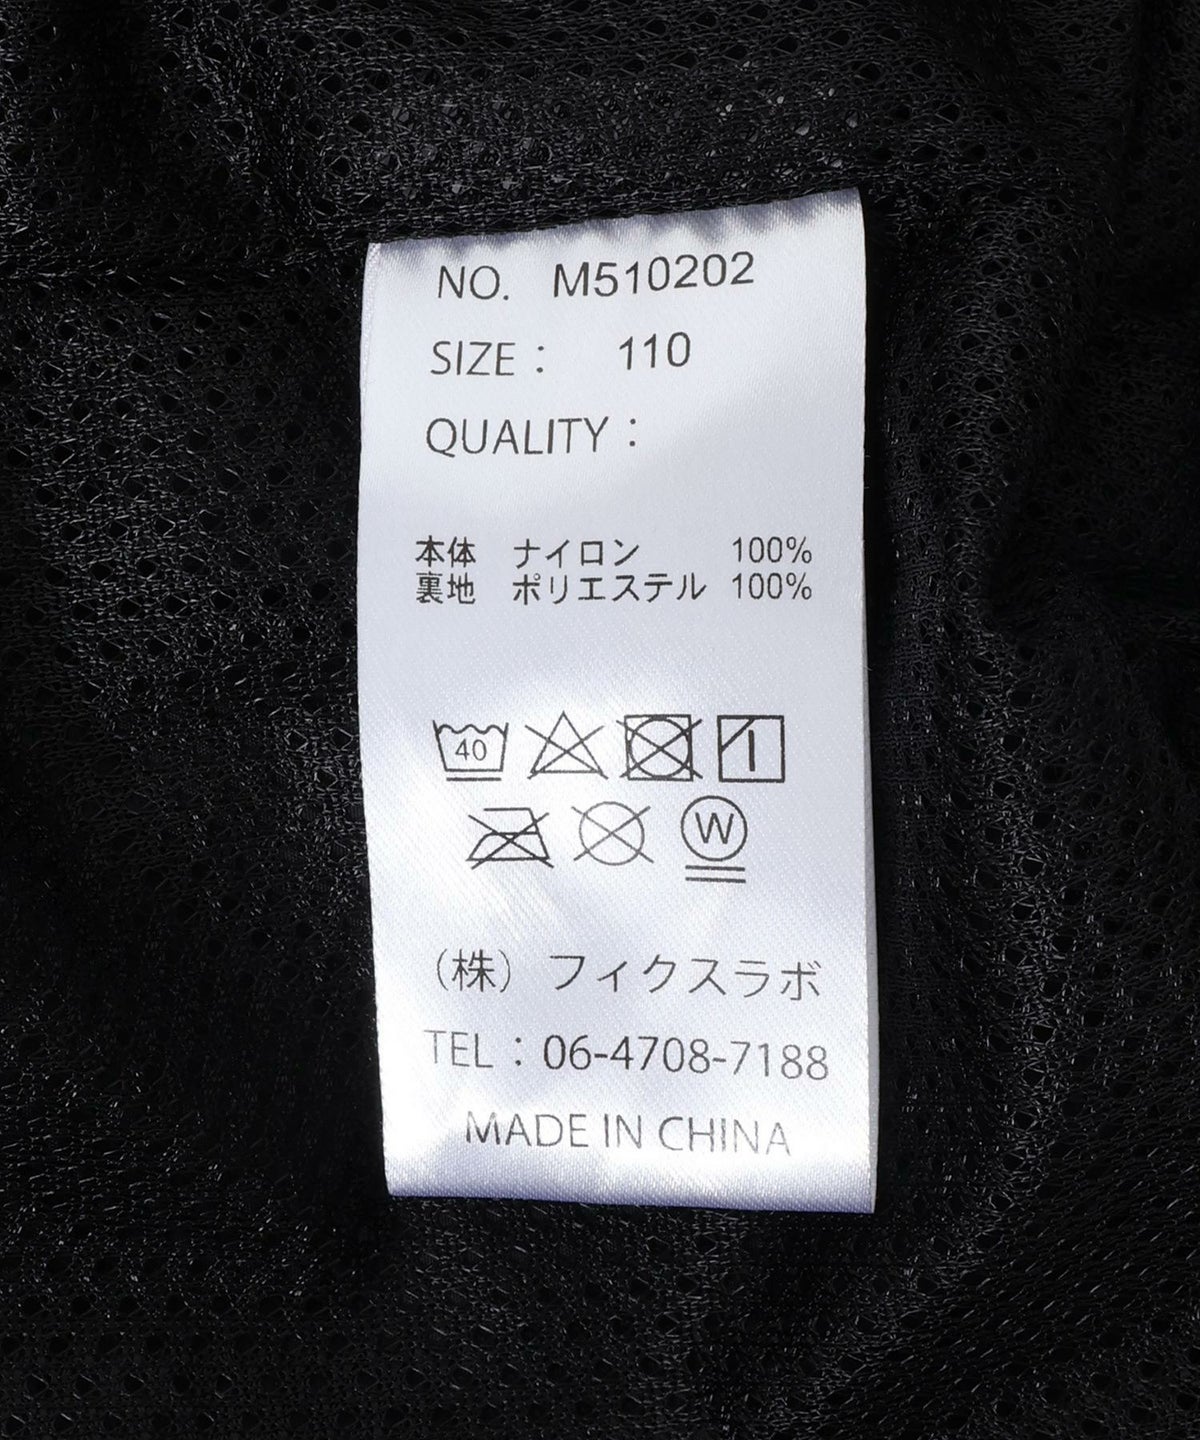 NO. M510202
SIZE： 110
QUALITY：
本体 ナイロン 100%
裏地 ポリエステル 100%
40
W
（株）フィクスラボ
TEL：06-4708-7188
MADE IN CHINA